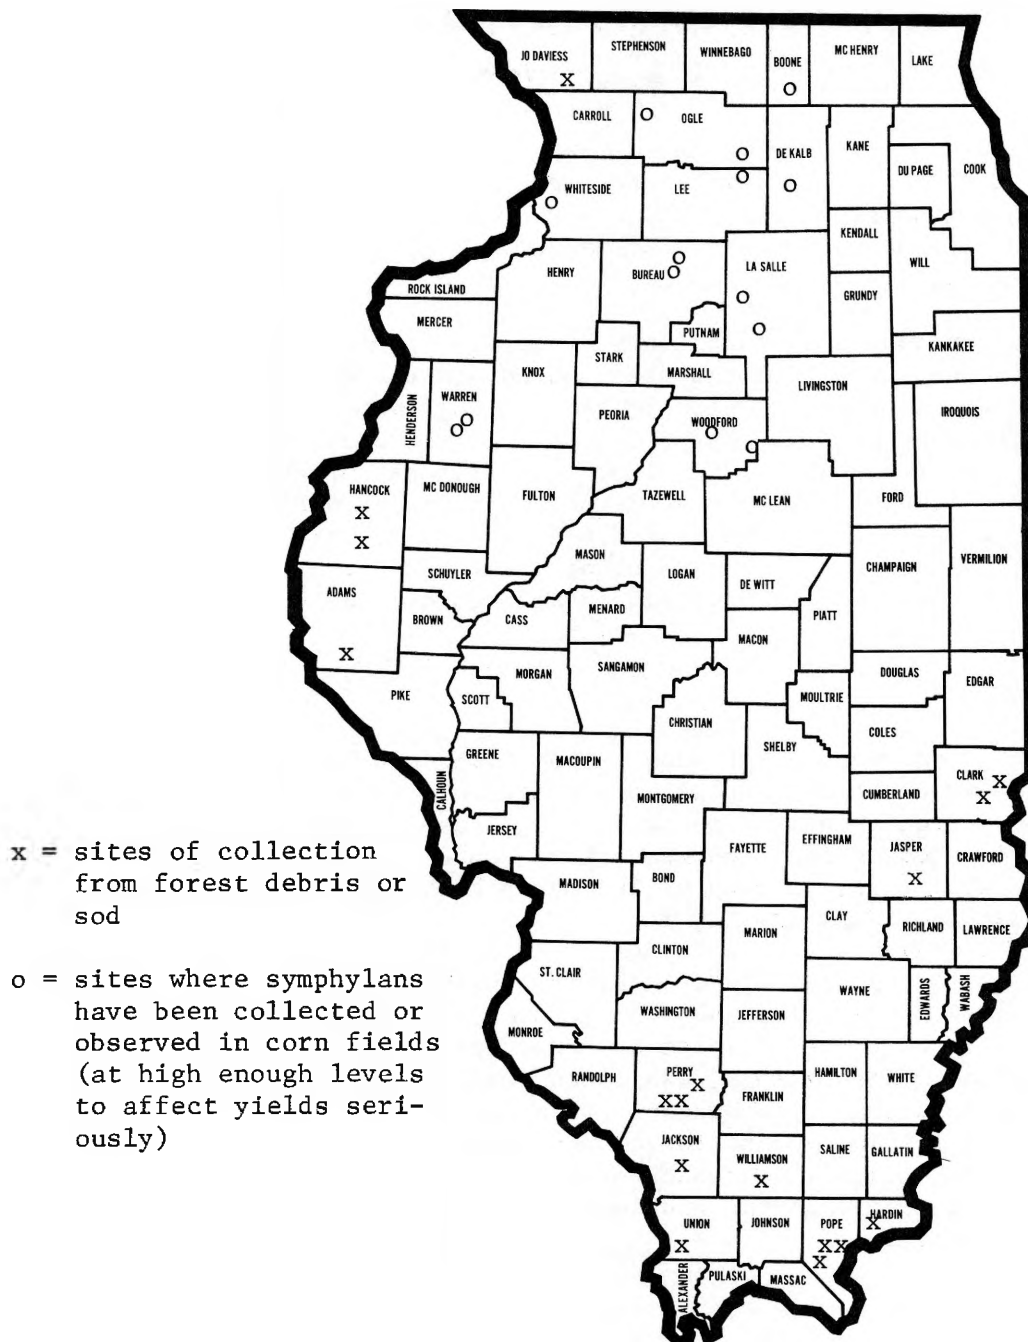 JO DAVIESS
STEPHENSON
WINNEBAGO
BOONE
MC HENRY
LAKE
X
O
CARROLL
O
OGLE
O
DE KALB
KANE
DU PAGE
COOK
WHITESIDE
O
LEE
O
O
KENDALL
WILL
HENRY
BUREAU
O
O
LA SALLE
O
O
GRUNDY
ROCK ISLAND
MERCER
PUTNAM
KANKAKEE
STARK
KNOX
MARSHALL
LIVINGSTON
HENDERSON
WARREN
O
O
PEORIA
WOODFORD
O
O
IROQUOIS
HANCOCK
X
X
MC DONOUGH
FULTON
TAZEWELL
MC LEAN
FORD
MASON
VERMILION
CHAMPAIGN
SCHUYLER
LOGAN
DE WITT
ADAMS
X
BROWN
CASS
MENARD
PIATT
MACON
PIKE
SCOTT
MORGAN
SANGAMON
DOUGLAS
EDGAR
MOULTRIE
CHRISTIAN
COLES
SHELBY
GREENE
MACOUPIN
CALHOUN
MONTGOMERY
CUMBERLAND
CLARK
X
X
JERSEY
FAYETTE
EFFINGHAM
JASPER
X
CRAWFORD
x = sites of collection
from forest debris or
sod
MADISON
BOND
CLAY
RICHLAND
LAWRENCE
MARION
CLINTON
o = sites where symphylans
have been collected or
observed in corn fields
(at high enough levels
to affect yields seri-
ously)
ST. CLAIR
WASHINGTON
JEFFERSON
WAYNE
EDWARDS
WABASH
MONROE
RANDOLPH
PERRY
X
XX
FRANKLIN
HAMILTON
WHITE
JACKSON
X
WILLIAMSON
X
SALINE
GALLATIN
UNION
X
JOHNSON
POPE
XX
X
HARDIN
X
ALEXANDER
PULASKI
MASSAC